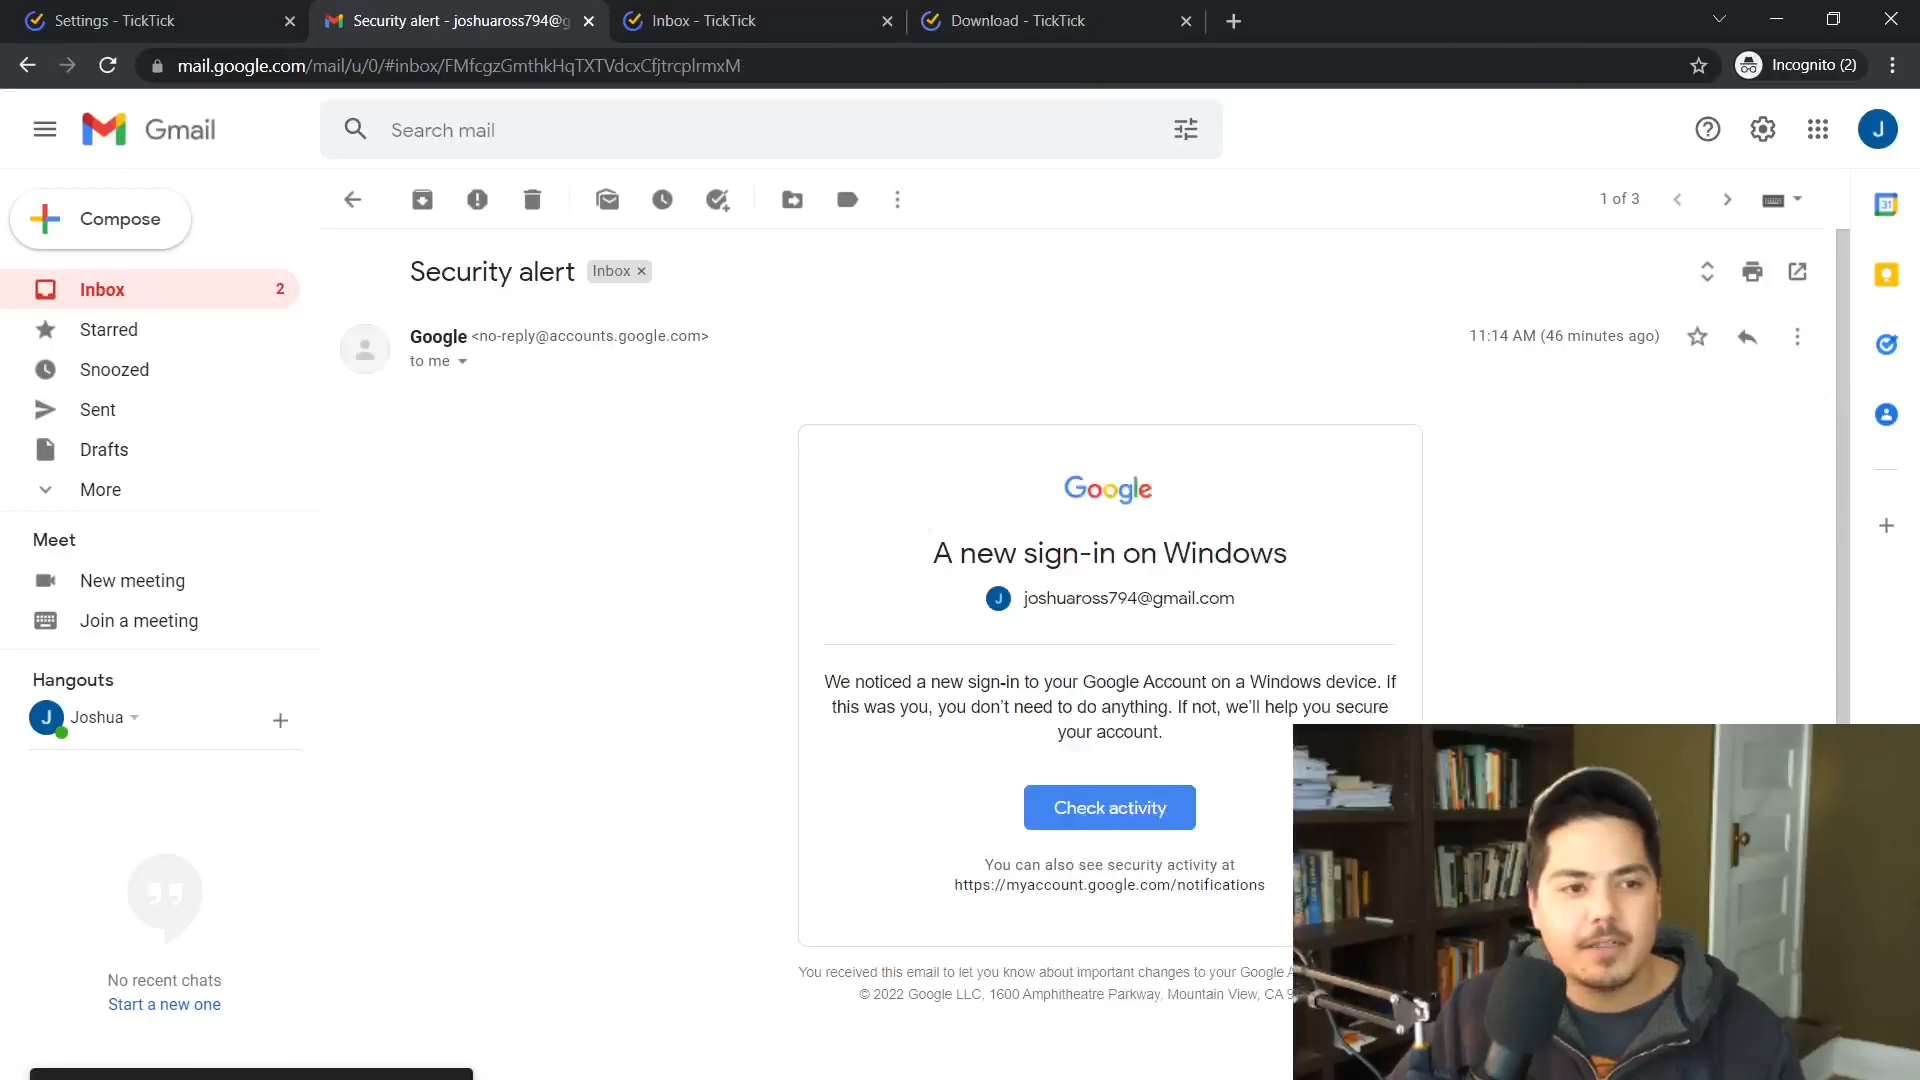 Settings - TickTick
Security alert - joshuaross794@g
Inbox - TickTick
Download - TickTick
mail.google.com/mail/u/0/#inbox/FMfcgzGmthkHqTXTVdcxCfjtrcplrmxM
Incognito (2)
Gmail
Search mail
J
Compose
1 of 3
Inbox 2
Starred
Snoozed
Sent
Drafts
More
Meet
New meeting
Join a meeting
Hangouts
J Joshua
No recent chats
Start a new one
Security alert Inbox
Google <no-reply@accounts.google.com>
to me
11:14 AM (46 minutes ago)
31
Google
A new sign-in on Windows
J joshuaross794@gmail.com
We noticed a new sign-in to your Google Account on a Windows device. If
this was you, you don't need to do anything. If not, we'll help you secure
your account.
Check activity
You can also see security activity at
https://myaccount.google.com/notifications
You received this email to let you know about important changes to your Google A
© 2022 Google LLC, 1600 Amphitheatre Parkway, Mountain View, CA 9